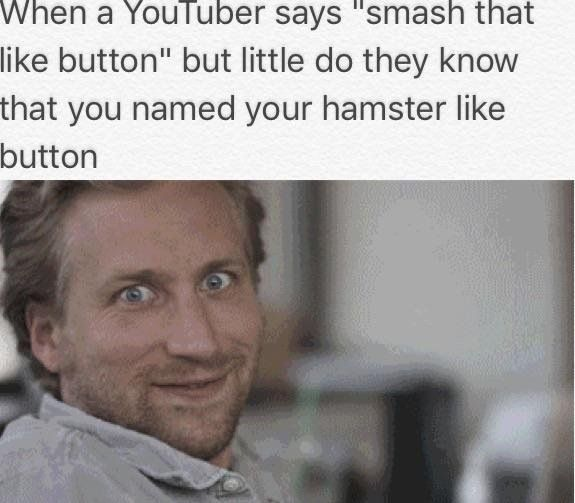 When a YouTuber says "smash that
like button" but little do they know
that you named your hamster like
button